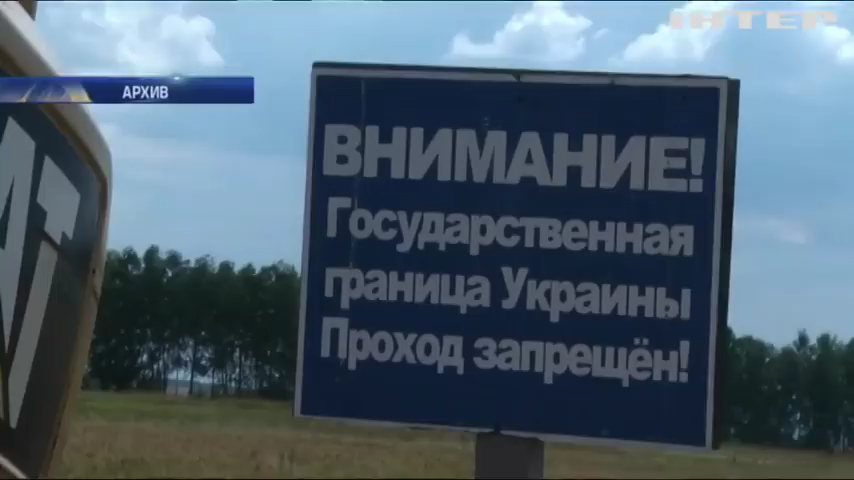 ІНТЕР
АРХИВ
ВНИМАНИЕ!
Государственная
граница Украины
Проход запрещён!